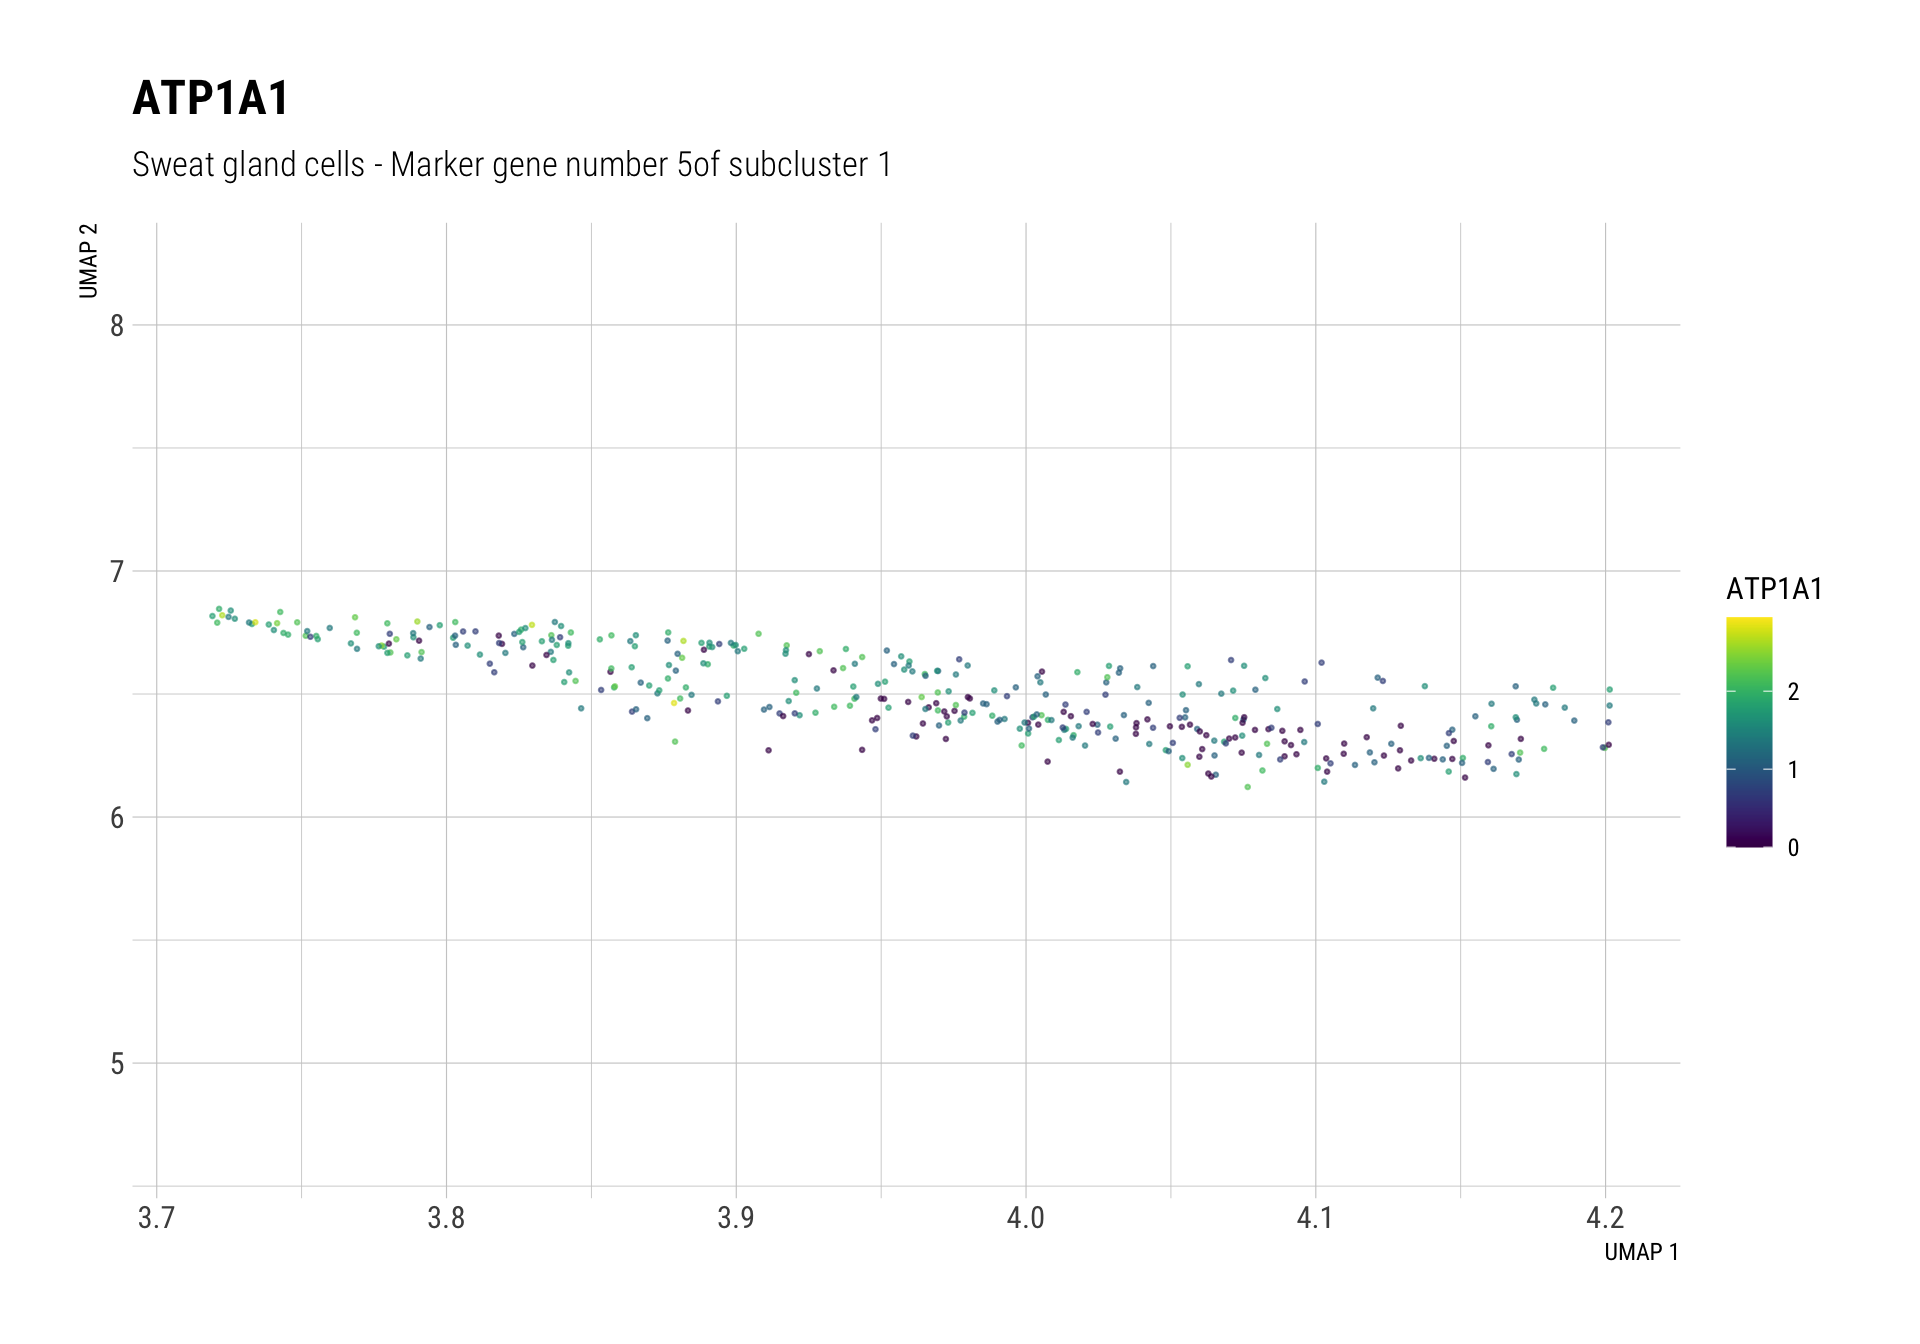 ATP1A1
Sweat gland cells - Marker gene number 5of subcluster 1
UMAP 2
8
7
6
5
3.7 3.8 3.9 4.0 4.1 4.2
UMAP 1
ATP1A1
2
1
0